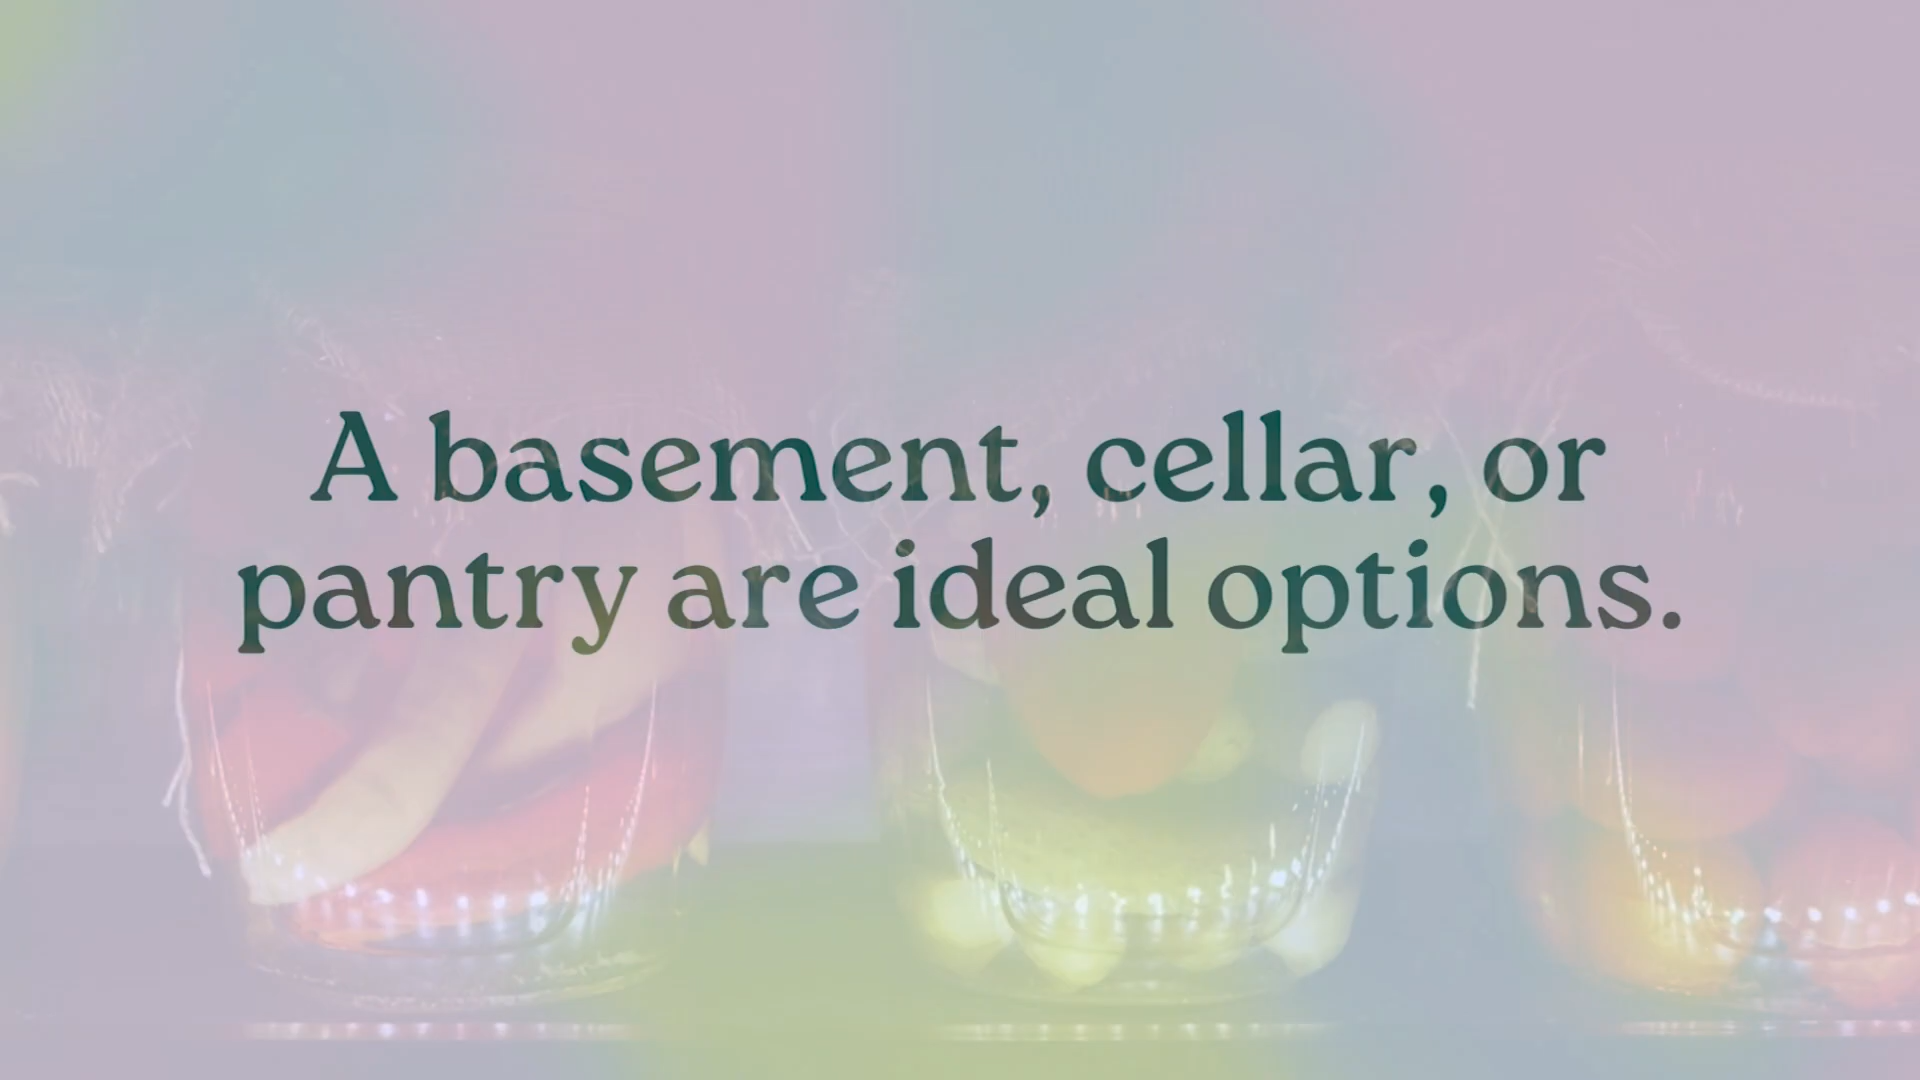 A basement, cellar, or
pantry are ideal options.